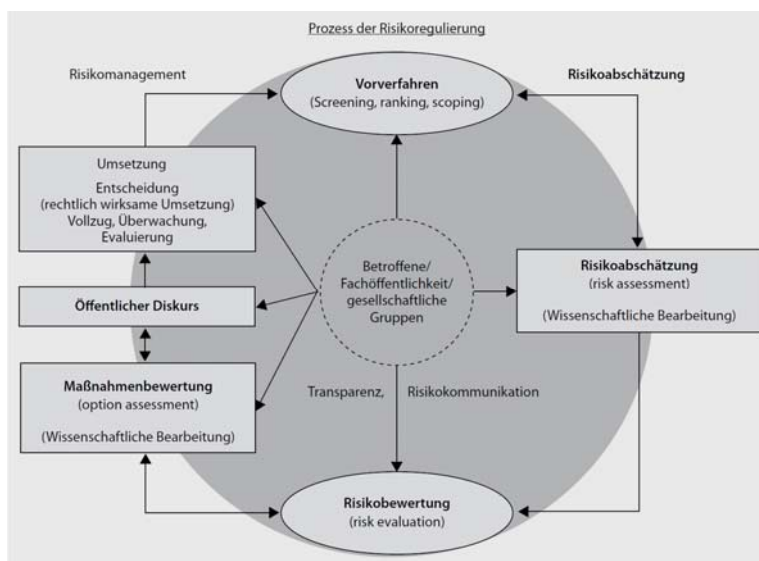 Prozess der Risikoregulierung
Risikomanagement
Vorverfahren
(Screening, ranking, scoping)
Risikoabschätzung
Umsetzung
Entscheidung
(rechtlich wirksame Umsetzung)
Vollzug, Überwachung,
Evaluierung
Betroffene/
Fachöffentlichkeit/
gesellschaftliche
Gruppen
Risikoabschätzung
(risk assessment)
(Wissenschaftliche Bearbeitung)
Öffentlicher Diskurs
Maßnahmenbewertung
(option assessment)
(Wissenschaftliche Bearbeitung)
Transparenz, Risikokommunikation
Risikobewertung
(risk evaluation)